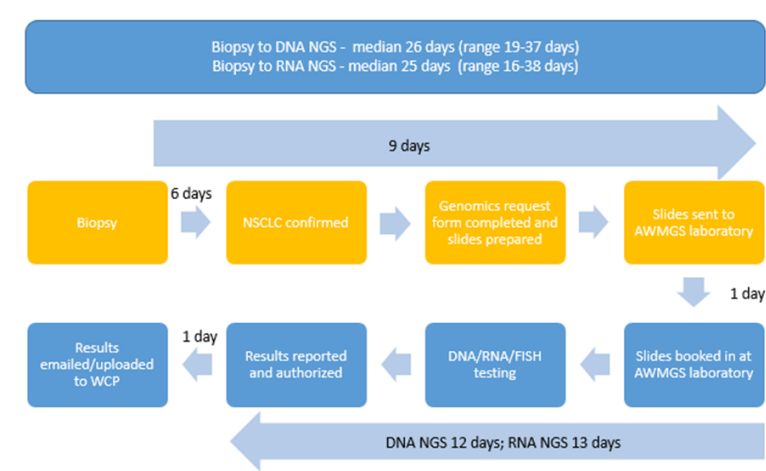 Biopsy to DNA NGS - median 26 days (range 19-37 days)
Biopsy to RNA NGS - median 25 days (range 16-38 days)
9 days
Biopsy
6 days
NSCLC confirmed
Genomics request
form completed and
slides prepared
Slides sent to
AWMGS laboratory
1 day
Slides booked in at
AWMGS laboratory
DNA/RNA/FISH
testing
Results reported
and authorized
1 day
Results
emailed/uploaded
to WCP
DNA NGS 12 days; RNA NGS 13 days